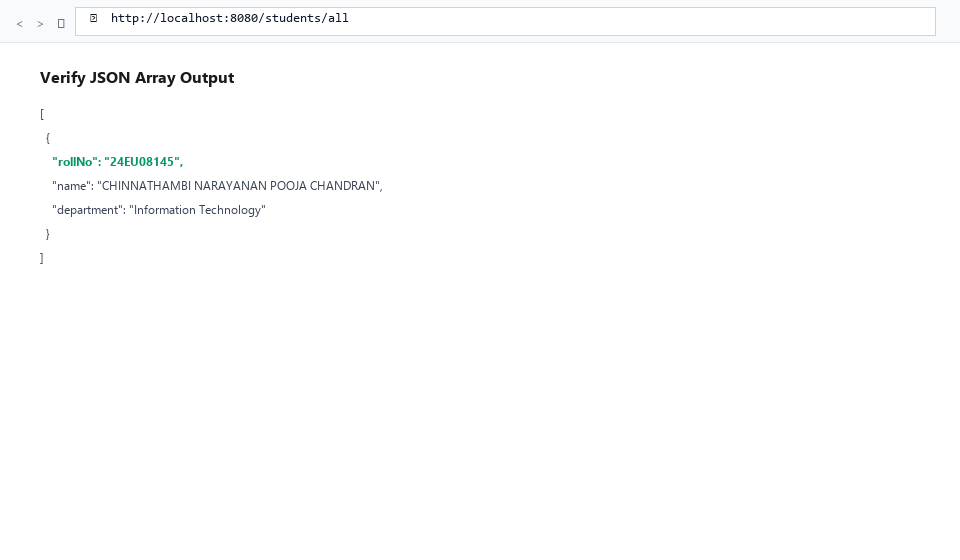 < >
http://localhost:8080/students/all
Verify JSON Array Output
[
{
"rollNo": "24EU08145",
"name": "CHINNATHAMBI NARAYANAN POOJA CHANDRAN",
"department": "Information Technology"
}
]